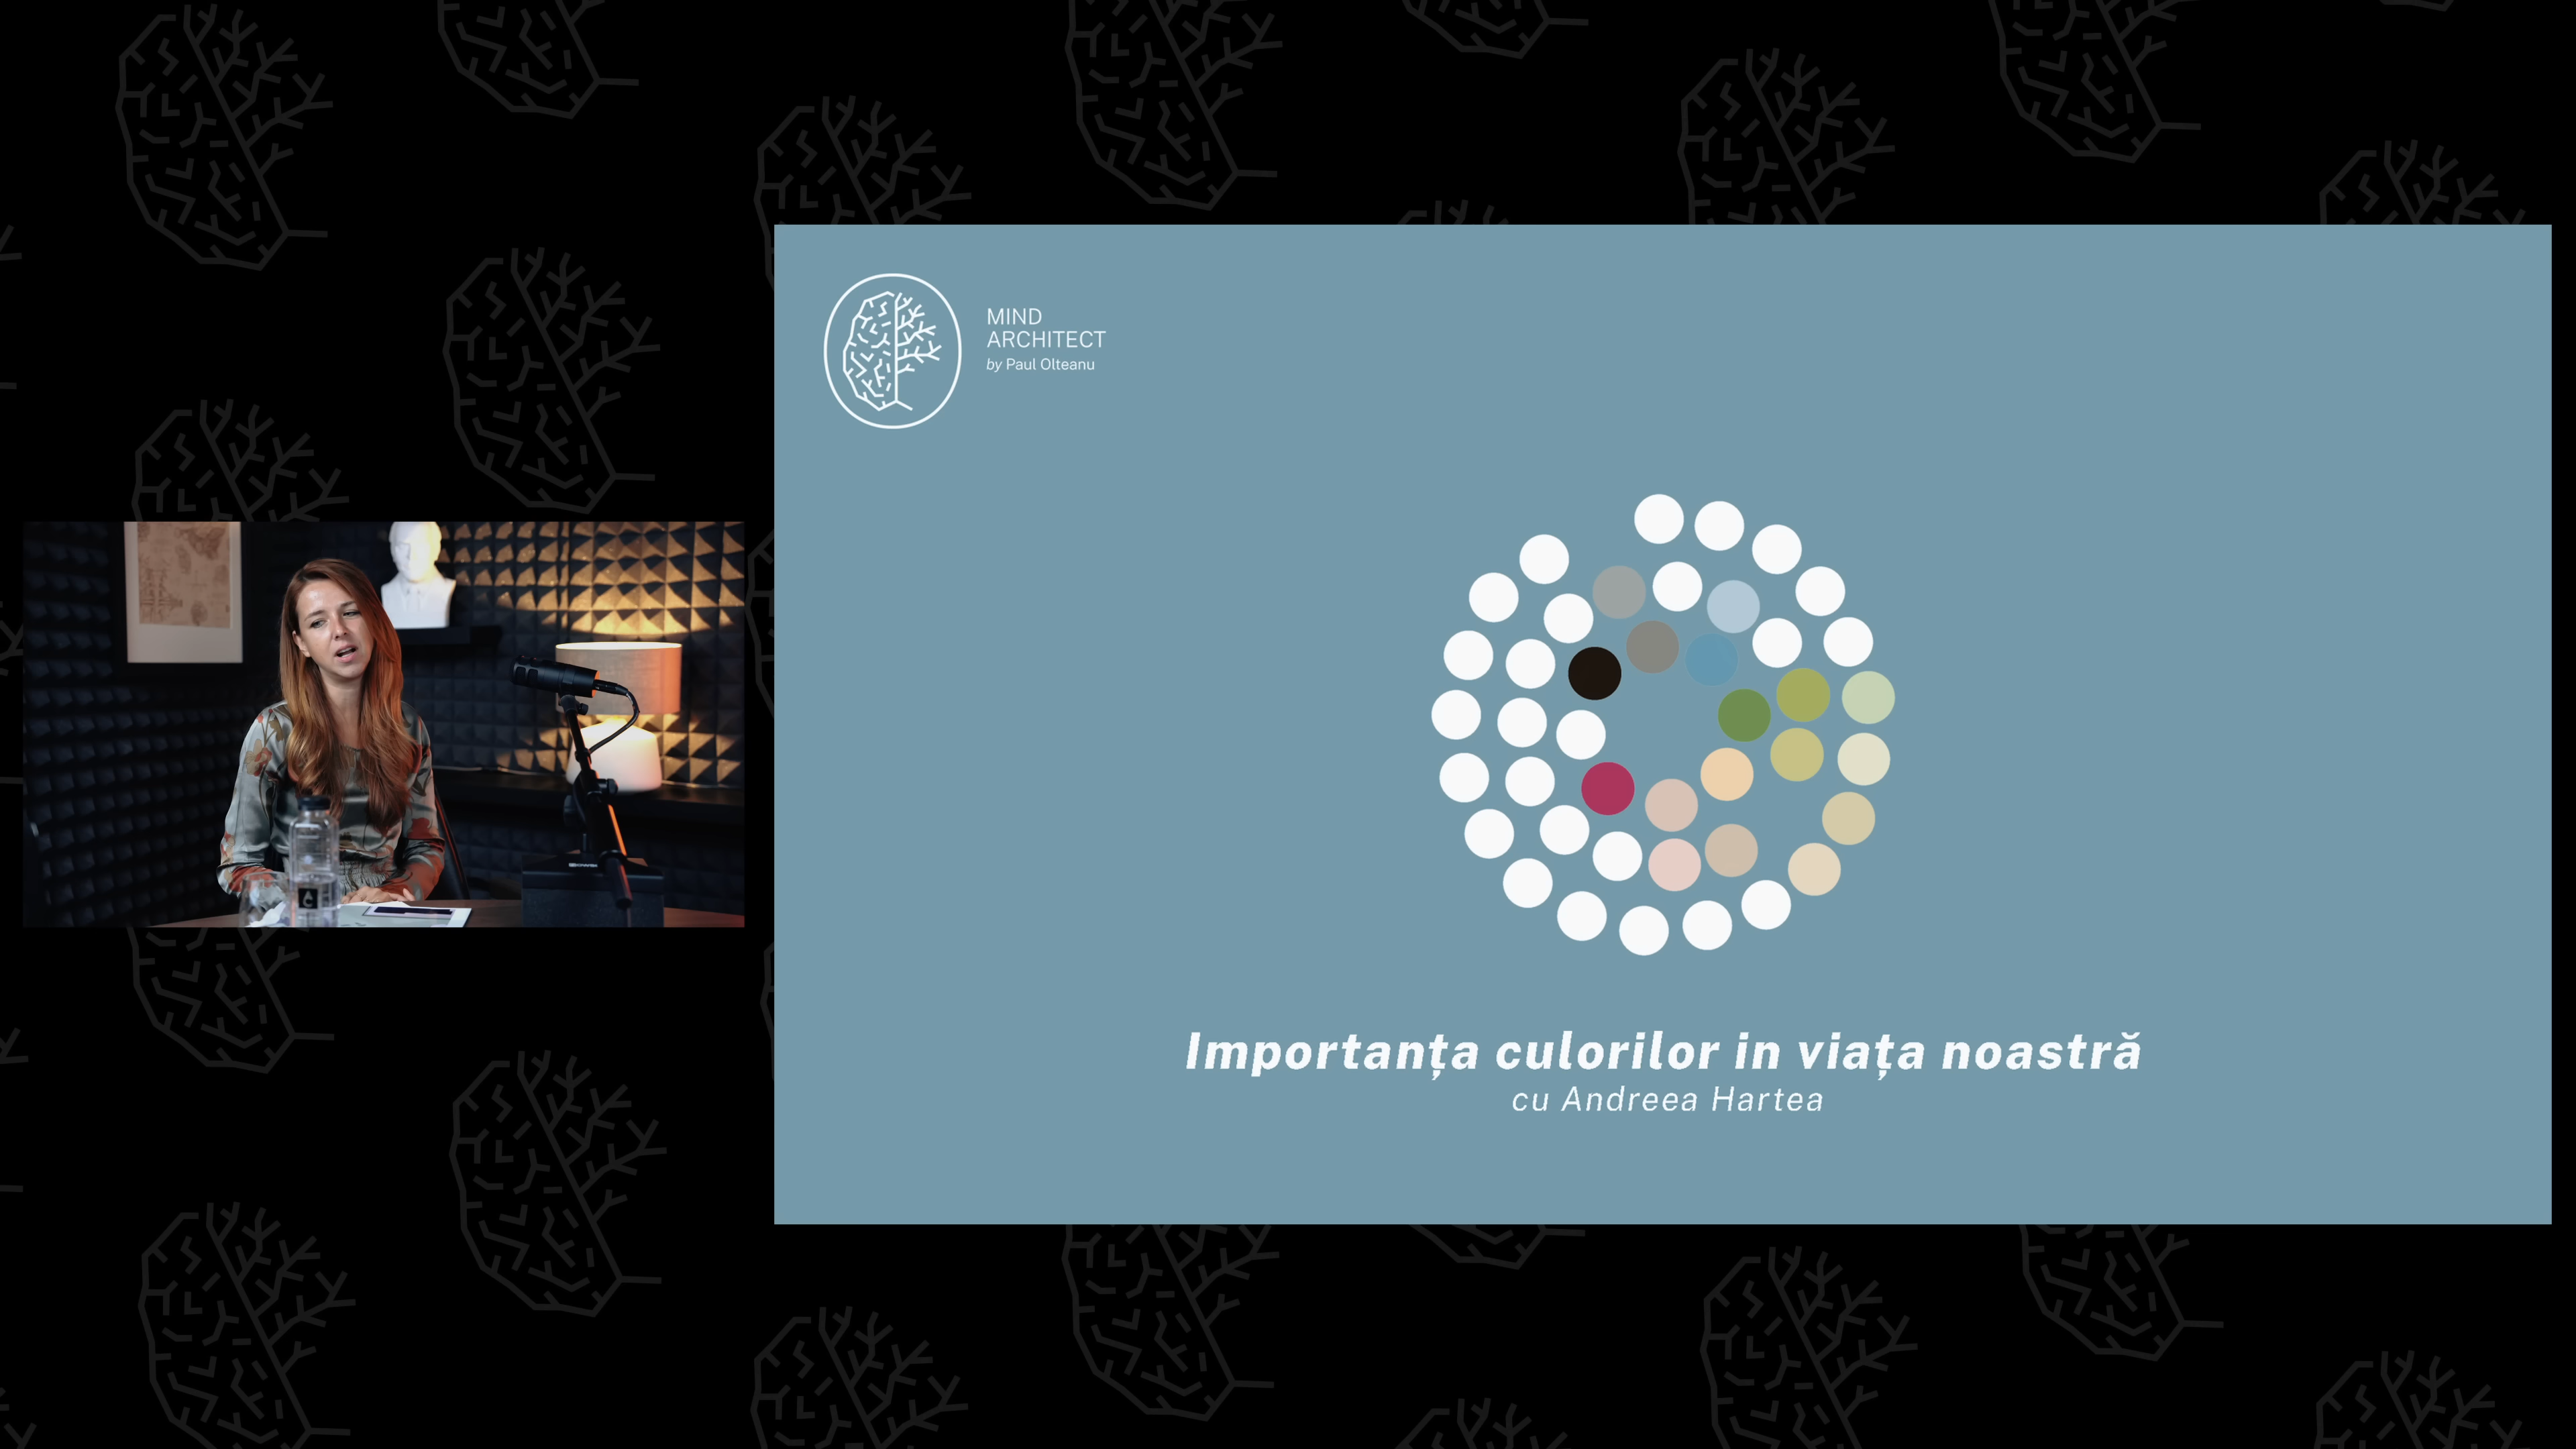 MIND
ARCHITECT
by Paul Olteanu
Importanța culorilor in viața noastră
cu Andreea Hartea